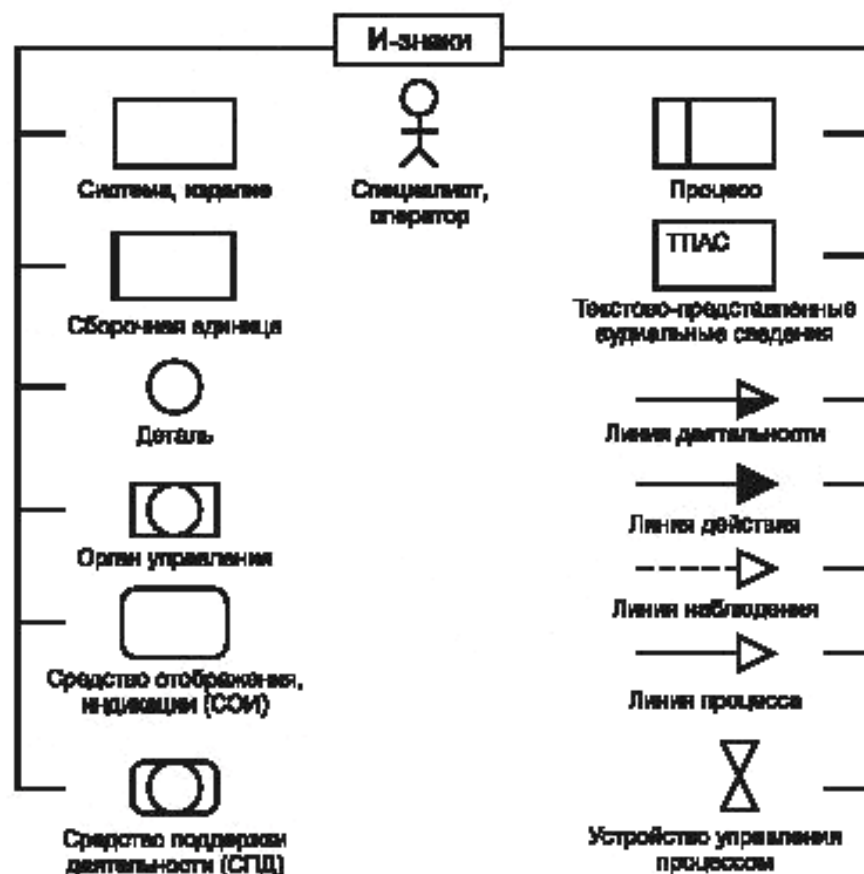 И-знаки
Система, изделие
Специалист,
оператор
Процесс
Сборочная единица
ТПАС
Текстово-представленные
аудиальные сведения
Деталь
Линия деятельности
Орган управления
Линия действия
Линия наблюдения
Средство отображения,
индикации (СОИ)
Линия процесса
Средство поддержки
деятельности (СПД)
Устройство управления
процессом